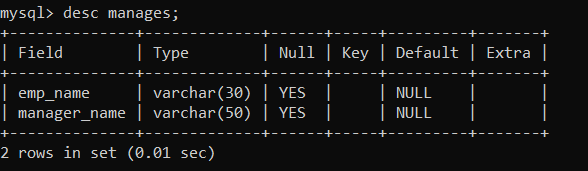 mysql> desc manages;
+--------------+-------------+------+-----+---------+-------+
| Field        | Type        | Null | Key | Default | Extra |
+--------------+-------------+------+-----+---------+-------+
| emp_name     | varchar(30) | YES  |     | NULL    |       |
| manager_name | varchar(50) | YES  |     | NULL    |       |
+--------------+-------------+------+-----+---------+-------+
2 rows in set (0.01 sec)